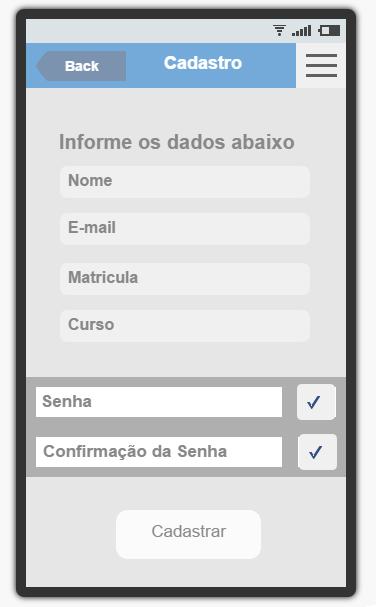 Back
Cadastro
Informe os dados abaixo
Nome
E-mail
Matricula
Curso
Senha
Confirmação da Senha
Cadastrar